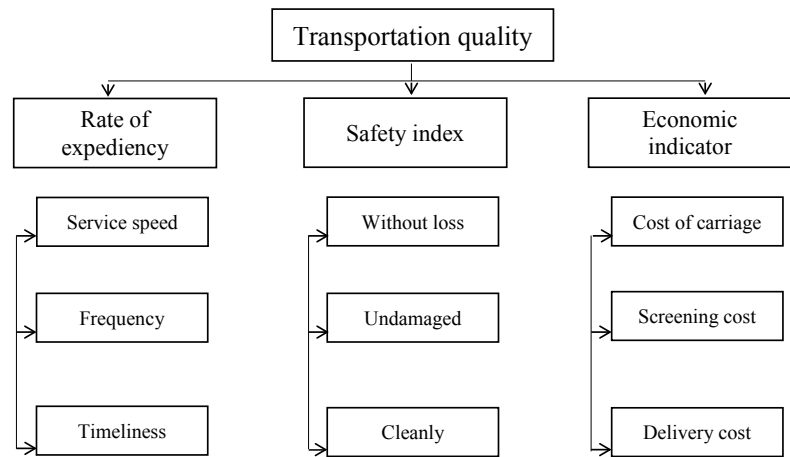 Transportation quality
Rate of
expediency
Safety index
Economic
indicator
Service speed
Without loss
Cost of carriage
Frequency
Undamaged
Screening cost
Timeliness
Cleanly
Delivery cost